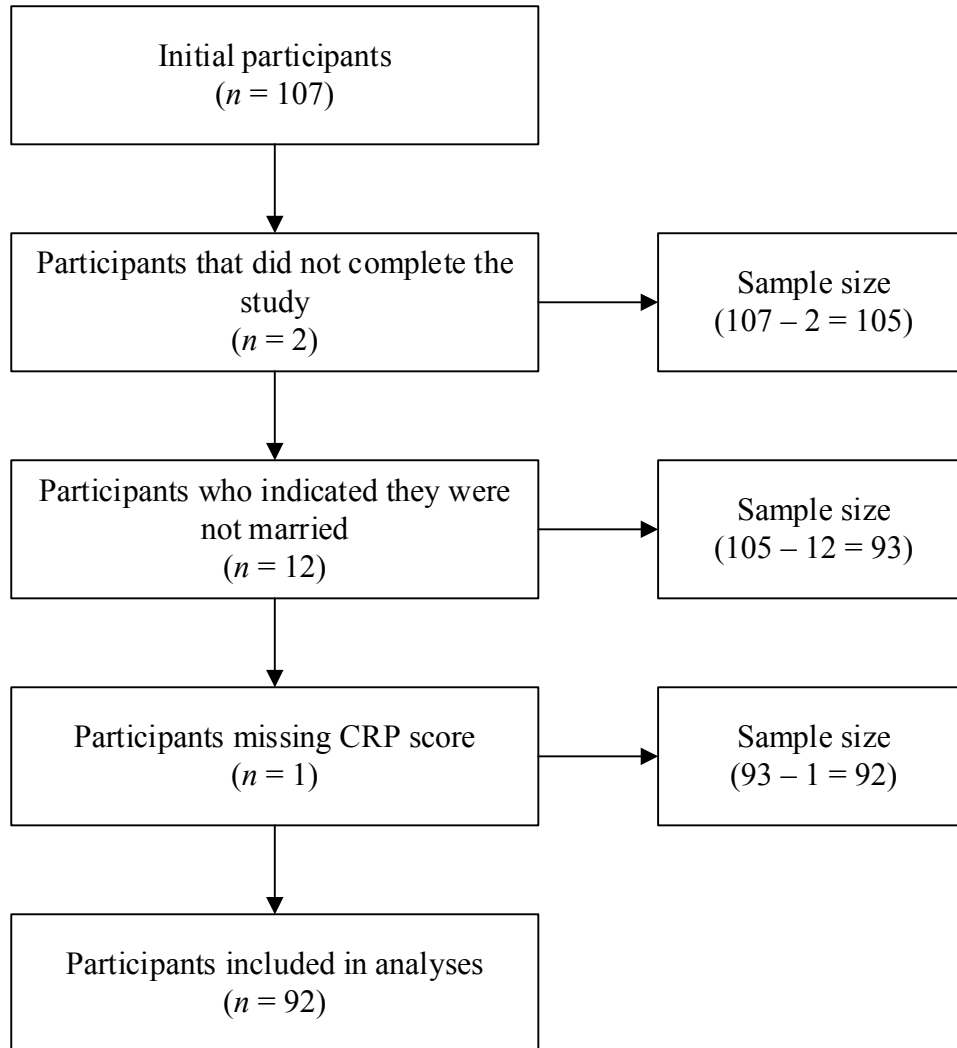 Initial participants
(n = 107)
Participants that did not complete the
study
(n = 2)
Sample size
(107 – 2 = 105)
Participants who indicated they were
not married
(n = 12)
Sample size
(105 – 12 = 93)
Participants missing CRP score
(n = 1)
Sample size
(93 – 1 = 92)
Participants included in analyses
(n = 92)